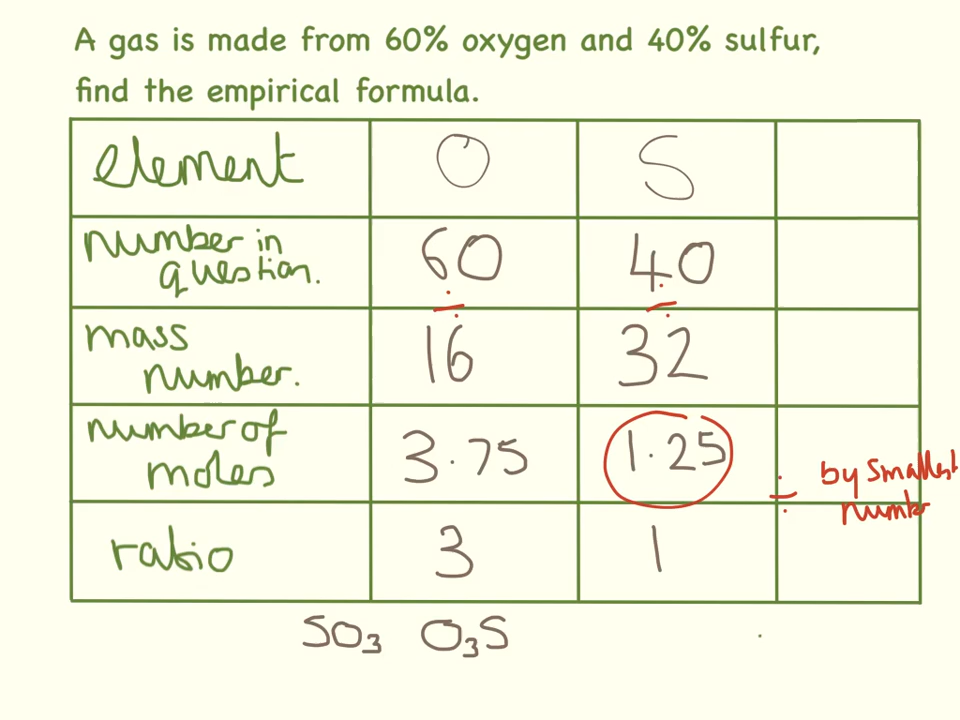 A gas is made from 60% oxygen and 40% sulfur,
find the empirical formula.
element O S
number in
question. 60 40
÷ ÷
mass
number. 16 32
number of
moles 3.75 1.25
÷ by smallest
number
ratio 3 1
SO₃ O₃S